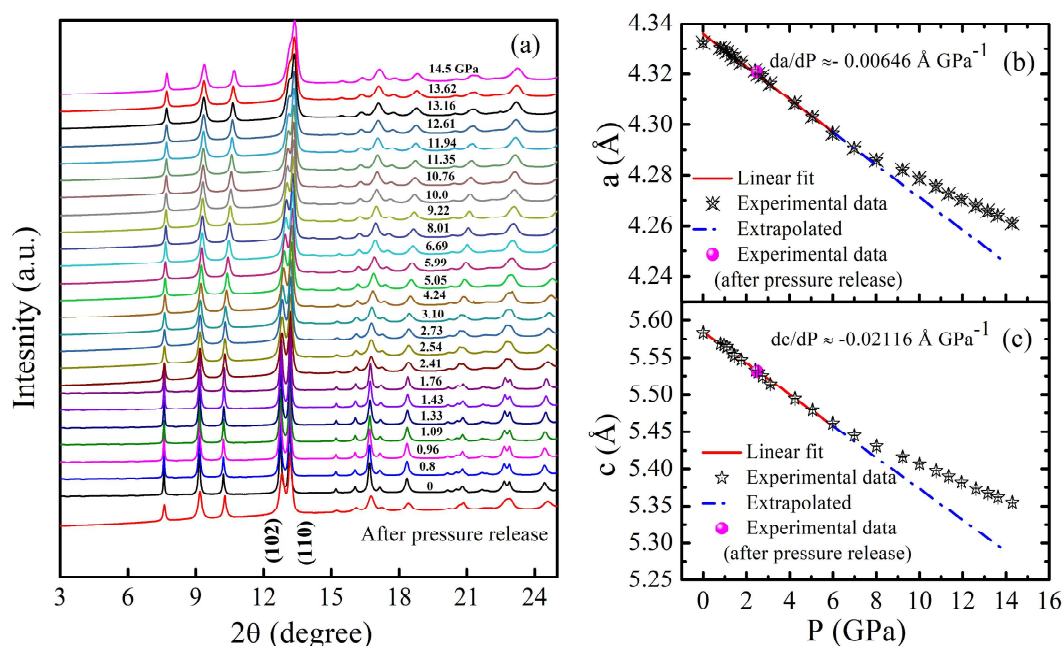 (a)
14.5 GPa
13.62
13.16
12.61
11.94
11.35
10.76
10.0
9.22
8.01
6.69
5.99
5.05
4.24
3.10
2.73
2.54
2.41
1.76
1.43
1.33
1.09
0.96
0.8
0
After pressure release
(102)
(110)
Intesnity (a.u.)
3 6 9 12 15 18 21 24
2θ (degree)
4.34
4.32
4.30
4.28
4.26
4.24
a (Å)
da/dP ≈- 0.00646 Å GPa⁻¹
(b)
Linear fit
Experimental data
Extrapolated
Experimental data
(after pressure release)
5.60
5.55
5.50
5.45
5.40
5.35
5.30
5.25
c (Å)
dc/dP ≈ -0.02116 Å GPa⁻¹
(c)
Linear fit
Experimental data
Extrapolated
Experimental data
(after pressure release)
0 2 4 6 8 10 12 14 16
P (GPa)